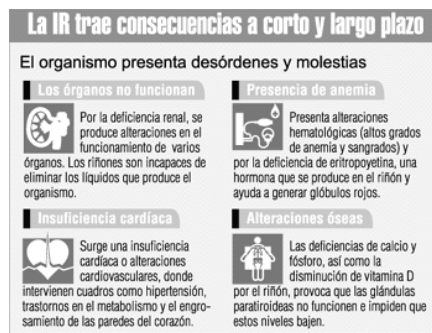 La IR trae consecuencias a corto y largo plazo
El organismo presenta desórdenes y molestias
Los órganos no funcionan
Por la deficiencia renal, se
produce alteraciones en el
funcionamiento de varios
órganos. Los riñones son incapaces de
eliminar los líquidos que produce el
organismo.
Presencia de anemia
Presenta alteraciones
hematológicas (altos grados
de anemia y sangrados) y
por la deficiencia de eritropoyetina, una
hormona que se produce en el riñón y
ayuda a generar glóbulos rojos.
Insuficiencia cardíaca
Surge una insuficiencia
cardíaca o alteraciones
cardiovasculares, donde
intervienen cuadros como hipertensión,
trastornos en el metabolismo y el engro-
samiento de las paredes del corazón.
Alteraciones óseas
Las deficiencias de calcio y
fósforo, así como la
disminución de vitamina D
por el riñón, provoca que las glándulas
paratiroideas no funcionen e impiden que
estos niveles bajen.